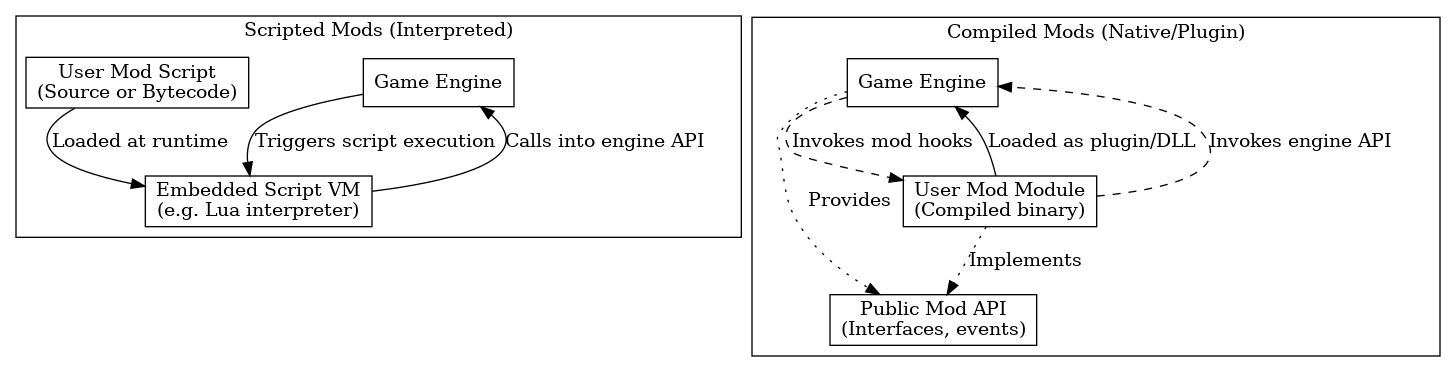 Scripted Mods (Interpreted)
User Mod Script
(Source or Bytecode)
Game Engine
Loaded at runtime
Triggers script execution
Calls into engine API
Embedded Script VM
(e.g. Lua interpreter)
Compiled Mods (Native/Plugin)
Game Engine
Invokes mod hooks
Loaded as plugin/DLL
Invokes engine API
User Mod Module
(Compiled binary)
Provides
Implements
Public Mod API
(Interfaces, events)